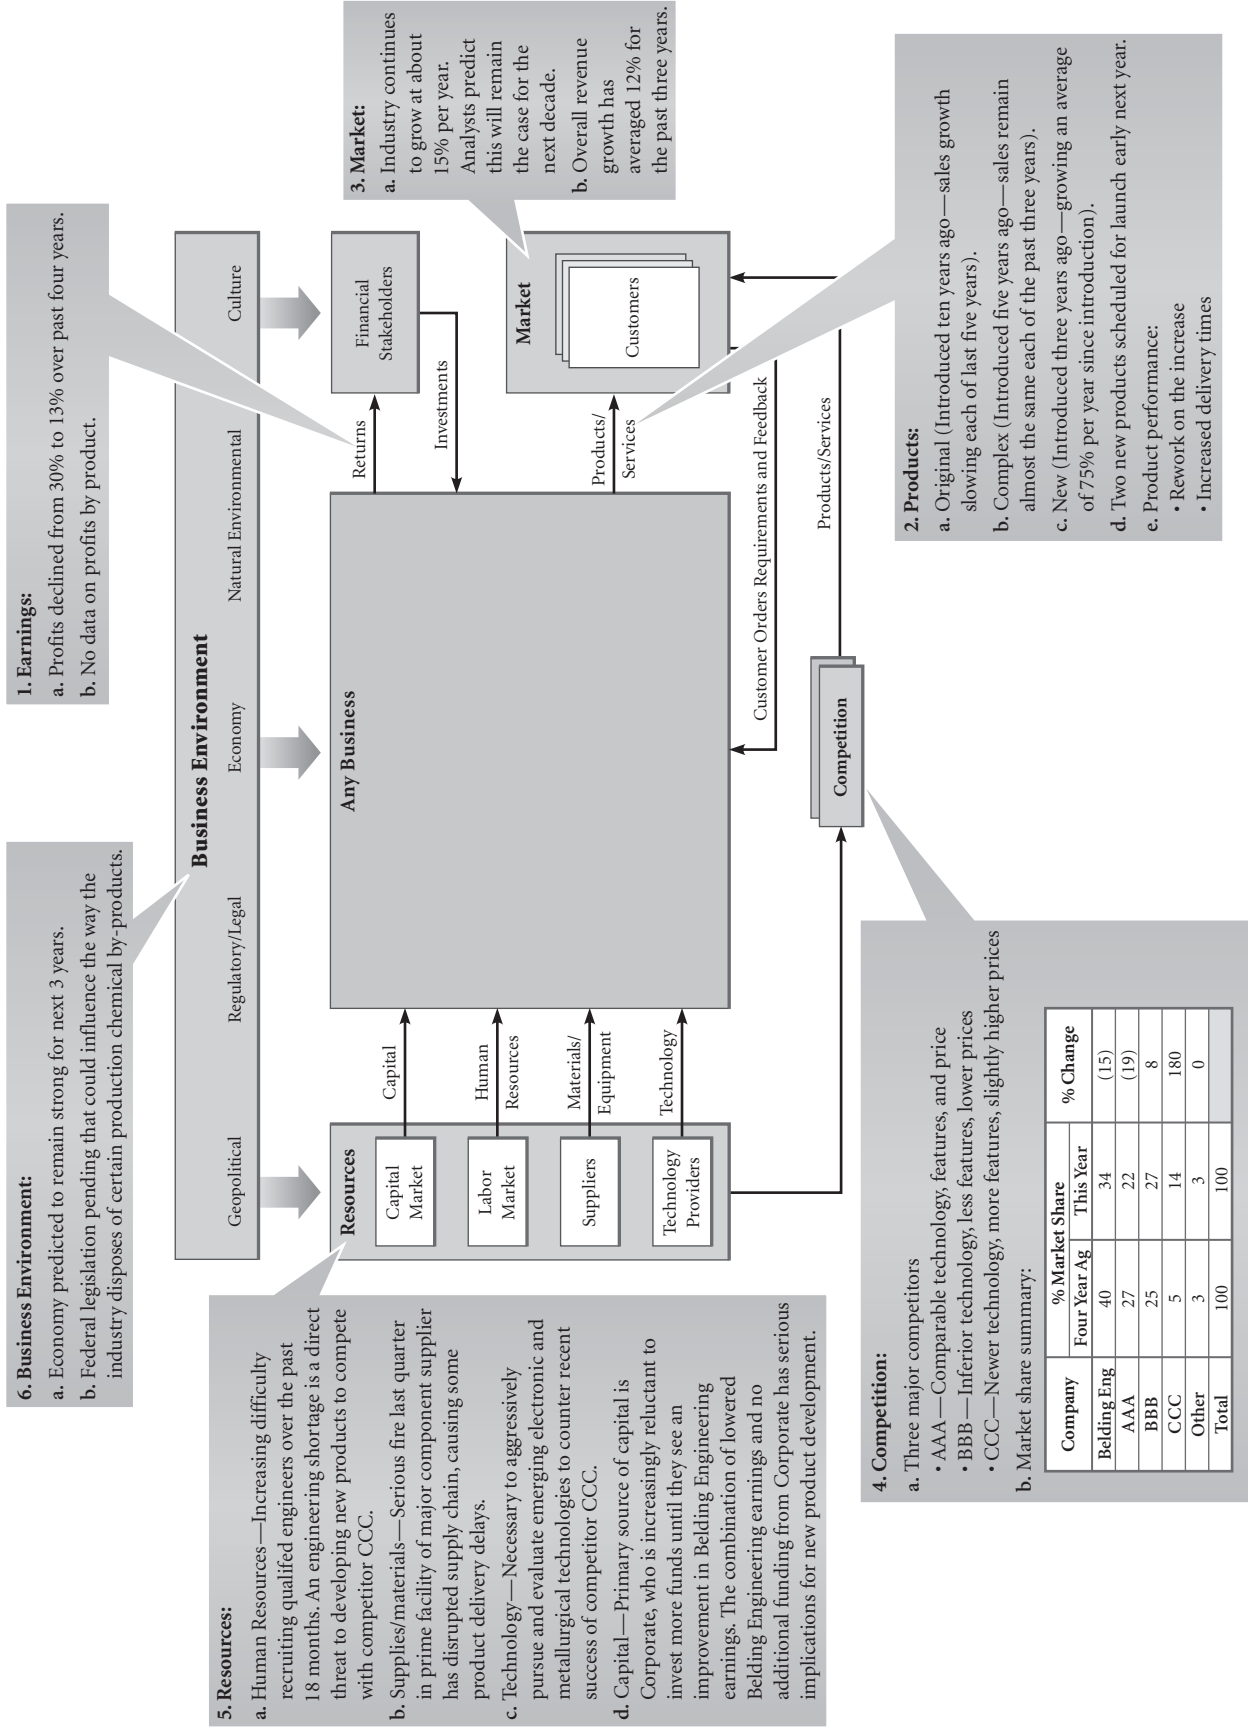 6. Business Environment:
a. Economy predicted to remain strong for next 3 years.
b. Federal legislation pending that could influence the way the
industry disposes of certain production chemical by-products.
1. Earnings:
a. Profits declined from 30% to 13% over past four years.
b. No data on profits by product.
Business Environment
Geopolitical
Regulatory/Legal
Economy
Natural Environmental
Culture
5. Resources:
a. Human Resources—Increasing difficulty
recruiting qualifed engineers over the past
18 months. An engineering shortage is a direct
threat to developing new products to compete
with competitor CCC.
b. Supplies/materials—Serious fire last quarter
in prime facility of major component supplier
has disrupted supply chain, causing some
product delivery delays.
c. Technology—Necessary to aggressively
pursue and evaluate emerging electronic and
metallurgical technologies to counter recent
success of competitor CCC.
d. Capital—Primary source of capital is
Corporate, who is increasingly reluctant to
invest more funds until they see an
improvement in Belding Engineering
earnings. The combination of lowered
Belding Engineering earnings and no
additional funding from Corporate has serious
implications for new product development.
Resources
Capital
Market
Labor
Market
Suppliers
Technology
Providers
Capital
Human
Resources
Materials/
Equipment
Technology
Any Business
Returns
Investments
Products/
Services
Financial
Stakeholders
Market
Customers
3. Market:
a. Industry continues
to grow at about
15% per year.
Analysts predict
this will remain
the case for the
next decade.
b. Overall revenue
growth has
averaged 12% for
the past three years.
Customer Orders Requirements and Feedback
Products/Services
Competition
4. Competition:
a. Three major competitors
• AAA—Comparable technology, features, and price
• BBB—Inferior technology, less features, lower prices
• CCC—Newer technology, more features, slightly higher prices
b. Market share summary:
Company % Market Share % Change
Four Year Ag This Year
Belding Eng 40 34 (15)
AAA 27 22 (19)
BBB 25 27 8
CCC 5 14 180
Other 3 3 0
Total 100 100
2. Products:
a. Original (Introduced ten years ago—sales growth
slowing each of last five years).
b. Complex (Introduced five years ago—sales remain
almost the same each of the past three years).
c. New (Introduced three years ago—growing an average
of 75% per year since introduction).
d. Two new products scheduled for launch early next year.
e. Product performance:
• Rework on the increase
• Increased delivery times